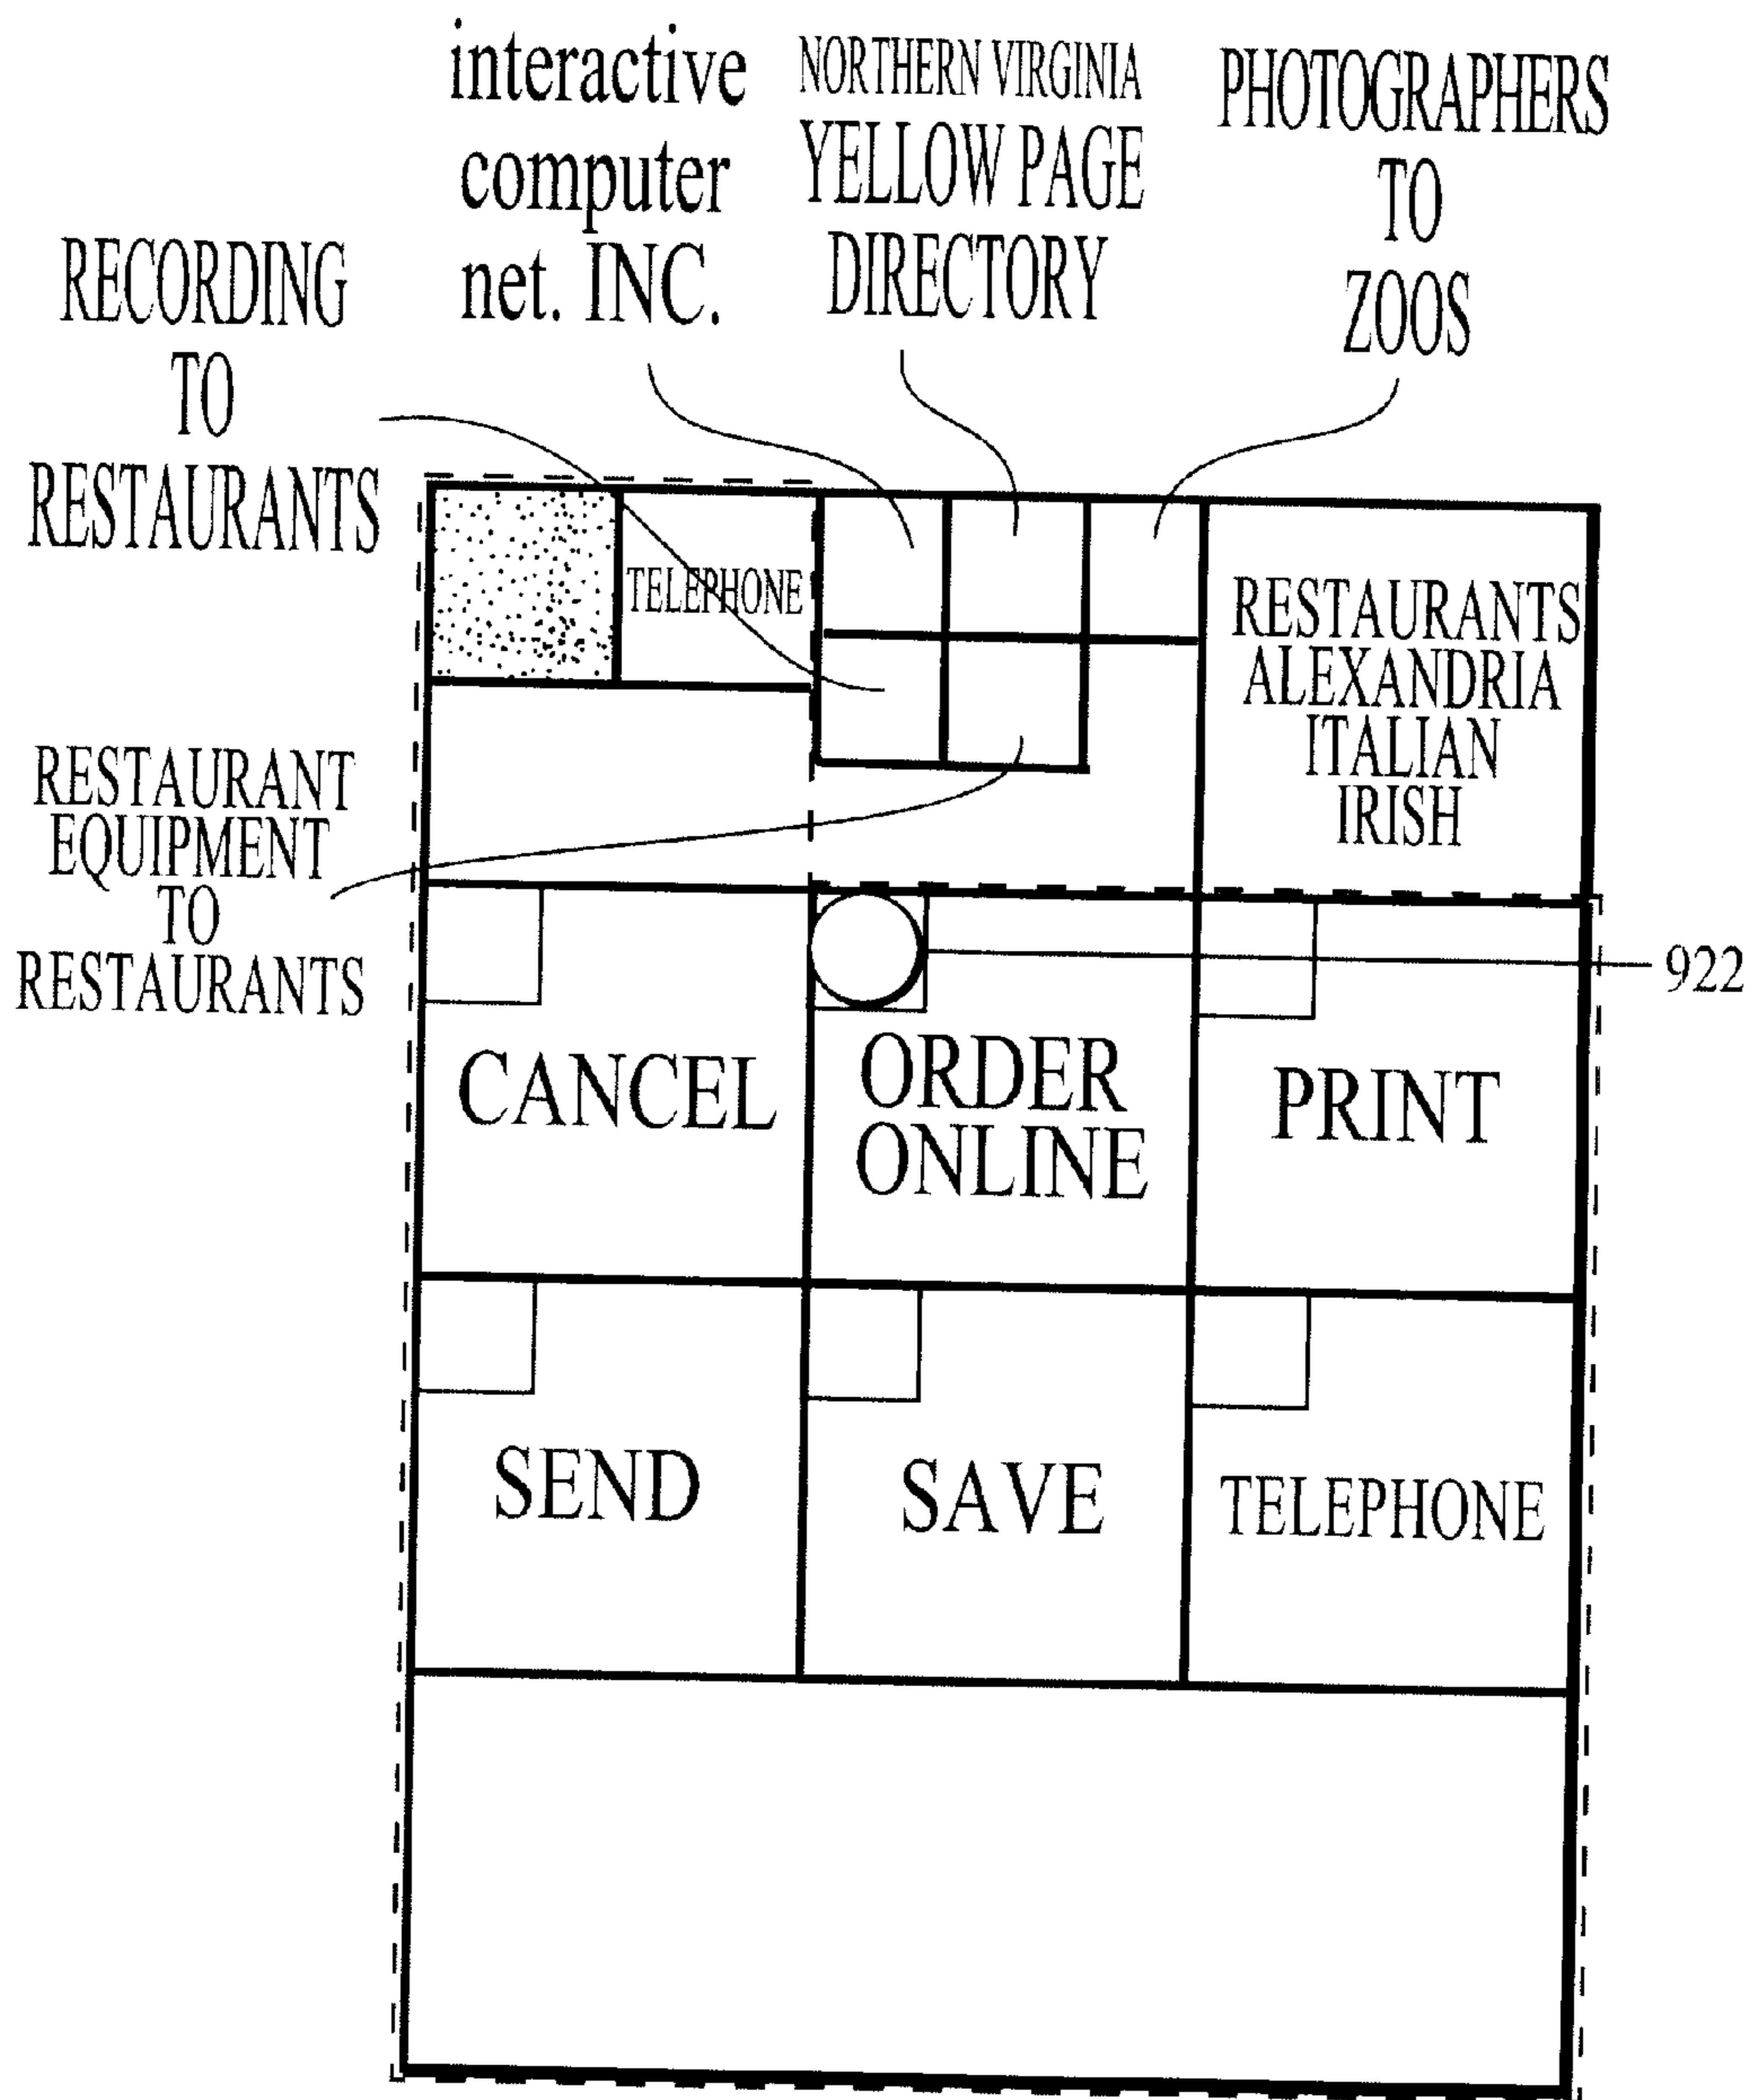 interactive
computer
net. INC.
NORTHERN VIRGINIA
YELLOW PAGE
DIRECTORY
PHOTOGRAPHERS
TO
ZOOS
RECORDING
TO
RESTAURANTS
TELEPHONE
RESTAURANTS
ALEXANDRIA
ITALIAN
IRISH
RESTAURANT
EQUIPMENT
TO
RESTAURANTS
922
CANCEL
ORDER
ONLINE
PRINT
SEND
SAVE
TELEPHONE